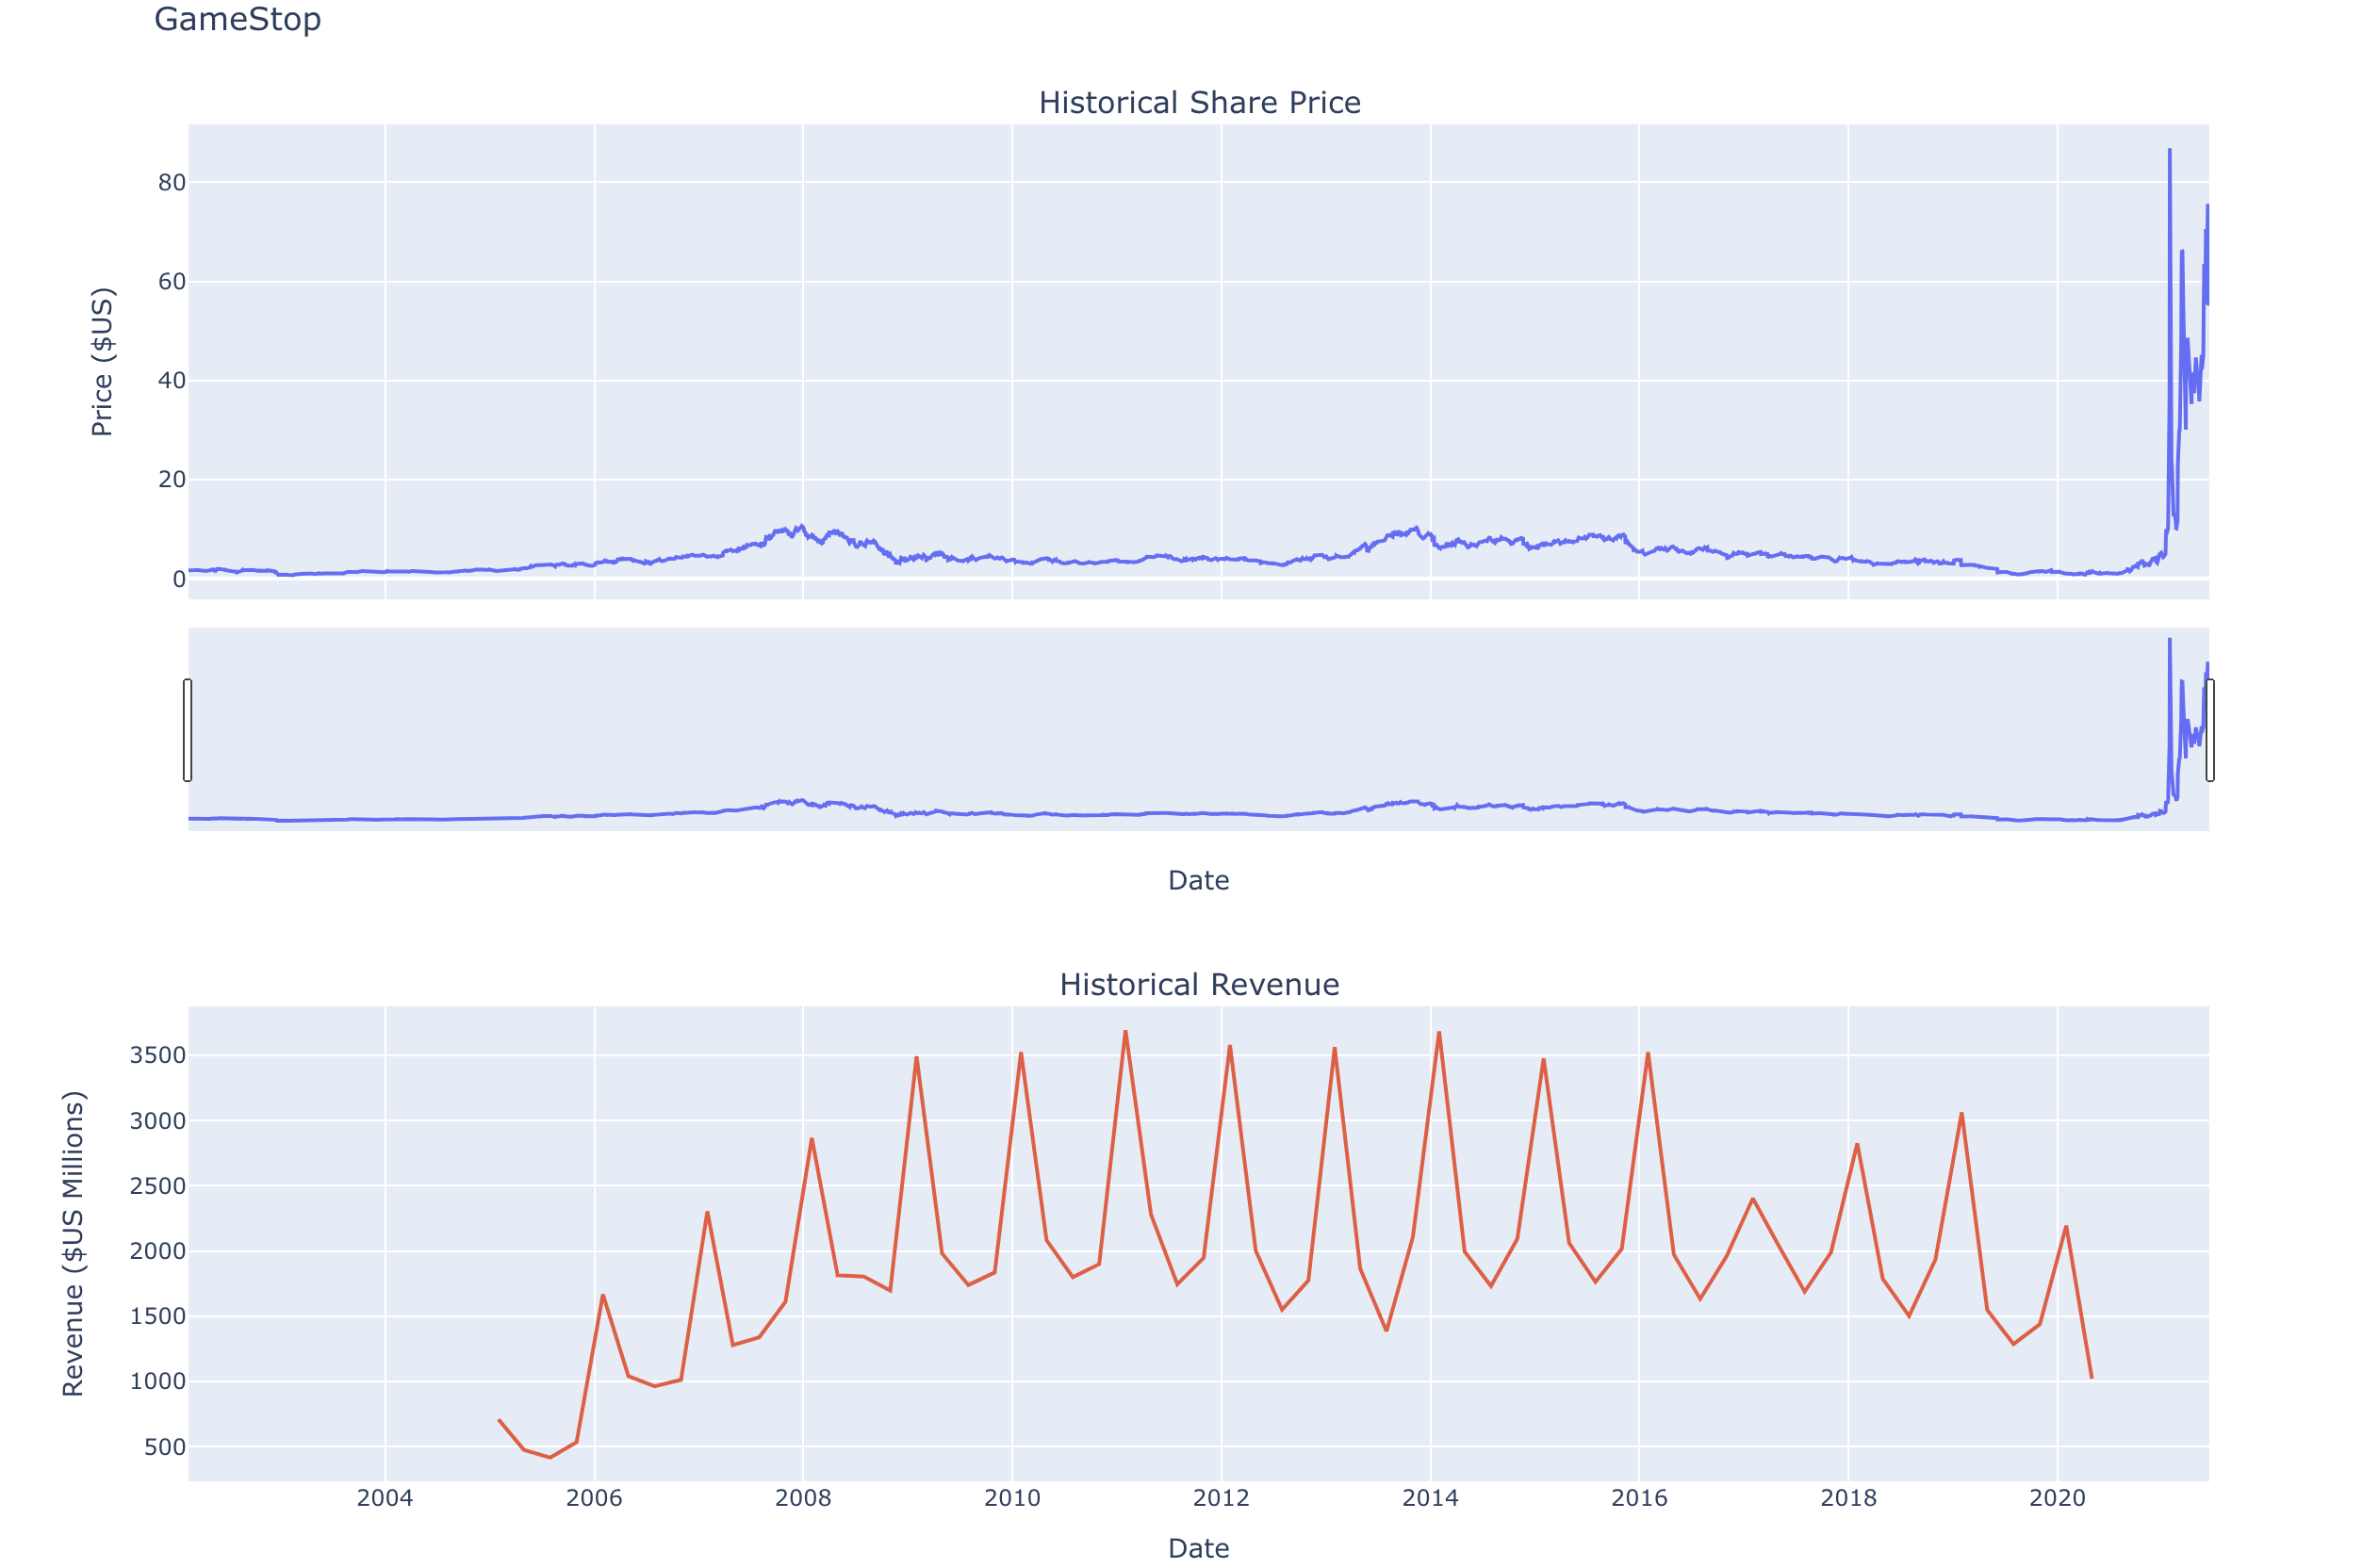 GameStop
Historical Share Price
Price ($US)
80
60
40
20
0
Date
Historical Revenue
Revenue ($US Millions)
3500
3000
2500
2000
1500
1000
500
2004 2006 2008 2010 2012 2014 2016 2018 2020
Date